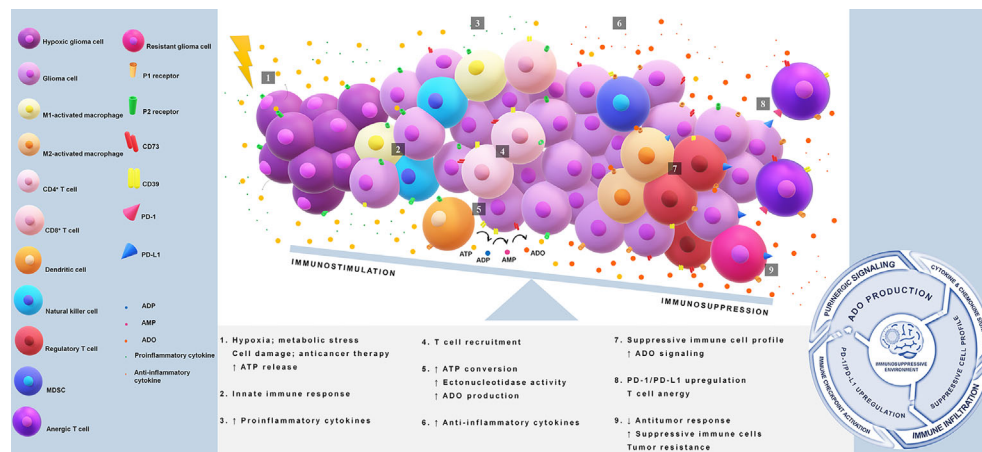 Hypoxic glioma cell
Glioma cell
M1-activated macrophage
M2-activated macrophage
CD4⁺ T cell
CD8⁺ T cell
Dendritic cell
Natural killer cell
Regulatory T cell
MDSC
Anergic T cell
Resistant glioma cell
P1 receptor
P2 receptor
CD73
CD39
PD-1
PD-L1
ADP
AMP
ADO
Proinflammatory cytokine
Anti-inflammatory
cytokine
1
2
3
4
5
6
7
8
9
ATP
ADP
AMP
ADO
IMMUNOSTIMULATION
IMMUNOSUPPRESSION
1. Hypoxia; metabolic stress
Cell damage; anticancer therapy
↑ ATP release
2. Innate immune response
3. ↑ Proinflammatory cytokines
4. T cell recruitment
5. ↑ ATP conversion
↑ Ectonucleotidase activity
↑ ADO production
6. ↑ Anti-inflammatory cytokines
7. Suppressive immune cell profile
↑ ADO signaling
8. PD-1/PD-L1 upregulation
T cell anergy
9. ↓ Antitumor response
↑ Suppressive immune cells
Tumor resistance
PURINERGIC SIGNALING
CYTOKINE & CHEMOKINE
IMMUNE INFILTRATION
IMMUNE CHECKPOINT ACTIVATION
ADO PRODUCTION
SUPPRESSIVE CELL PROFILE
PD-1/PD-L1 UPREGULATION
IMMUNOSUPPRESSIVE
ENVIRONMENT